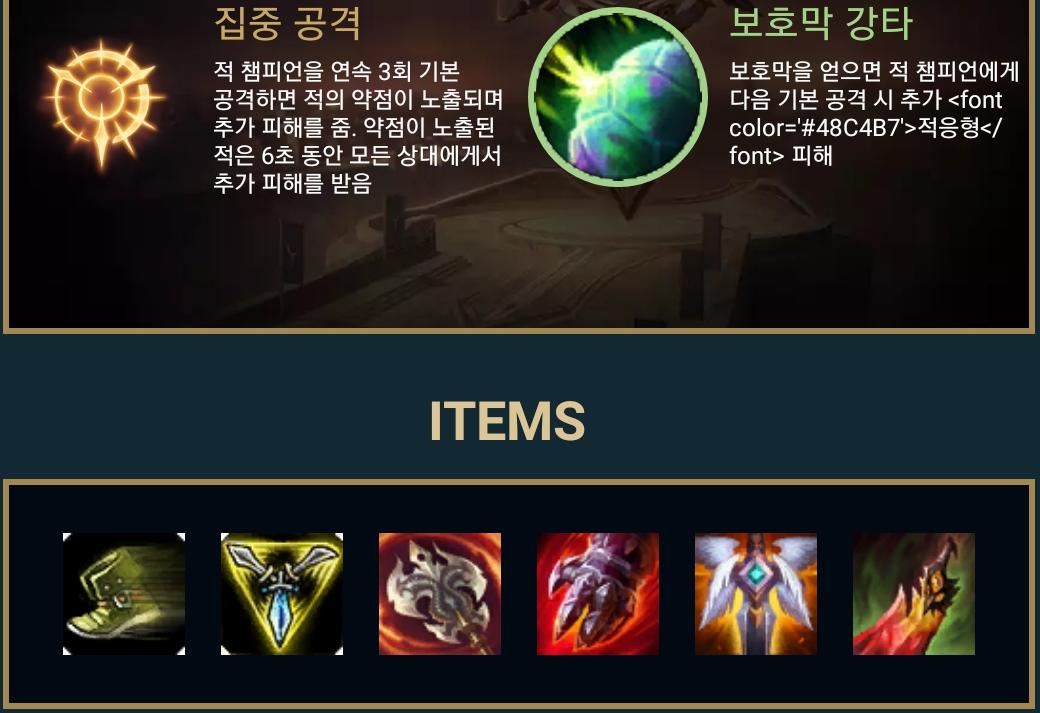 집중 공격
적 챔피언을 연속 3회 기본
공격하면 적의 약점이 노출되며
추가 피해를 줌. 약점이 노출된
적은 6초 동안 모든 상대에게서
추가 피해를 받음
보호막 강타
보호막을 얻으면 적 챔피언에게
다음 기본 공격 시 추가 <font
color='#48C4B7'>적응형</
font> 피해
ITEMS